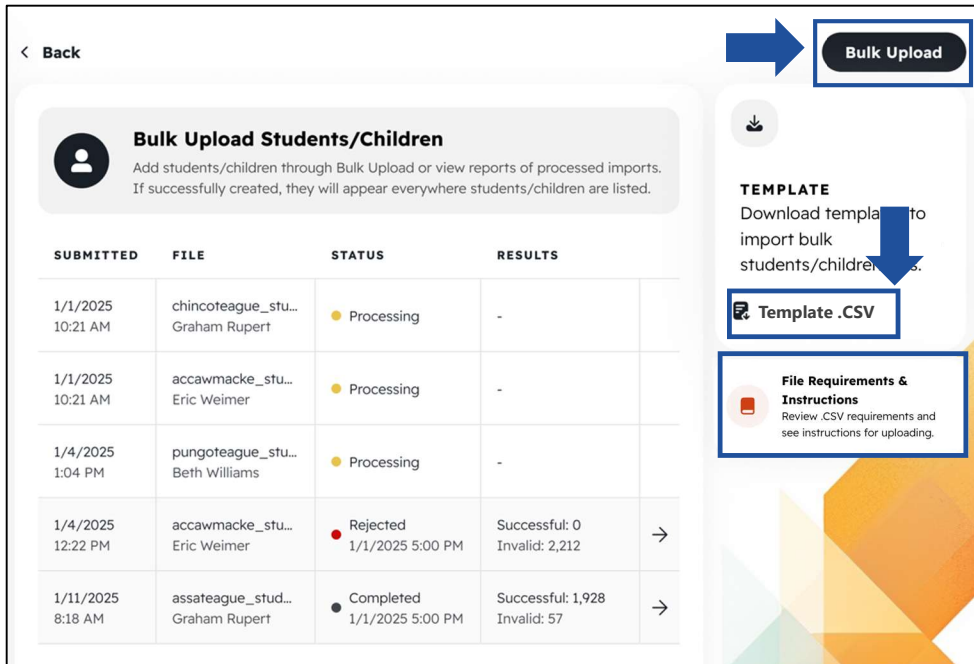 Back
Bulk Upload
Bulk Upload Students/Children
Add students/children through Bulk Upload or view reports of processed imports.
If successfully created, they will appear everywhere students/children are listed.
SUBMITTED FILE STATUS RESULTS
1/1/2025 chincoteague_stu... Processing -
10:21 AM Graham Rupert
1/1/2025 accawmacke_stu... Processing -
10:21 AM Eric Weimer
1/4/2025 pungoteague_stu... Processing -
1:04 PM Beth Williams
1/4/2025 accawmacke_stu... Rejected Successful: 0
12:22 PM Eric Weimer 1/1/2025 5:00 PM Invalid: 2,212
1/11/2025 assateague_stud... Completed Successful: 1,928
8:18 AM Graham Rupert 1/1/2025 5:00 PM Invalid: 57
TEMPLATE
Download to
import bulk
Template .CSV
File Requirements &
Instructions
Review .CSV requirements and
see instructions for uploading.